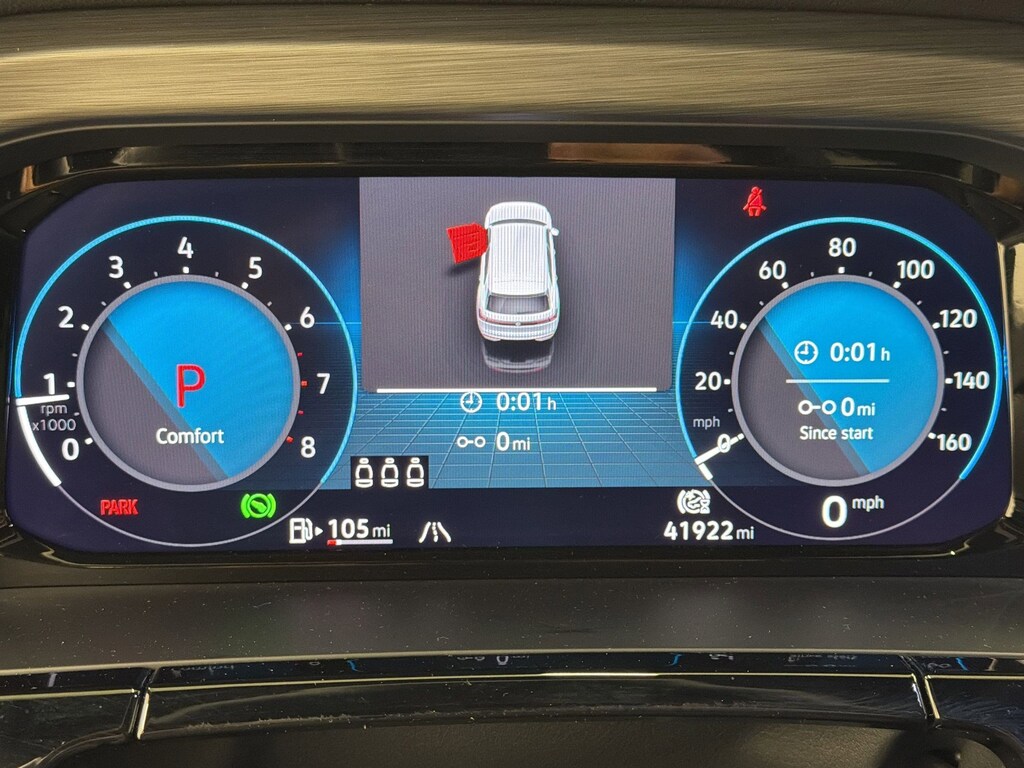 4
3
5
2
6
1
7
0
8
rpm
x1000
P
Comfort
PARK
0:01 h
0 mi
105 mi
80
60
100
40
120
20
140
0
160
mph
0:01 h
0 mi
Since start
0 mph
41922 mi